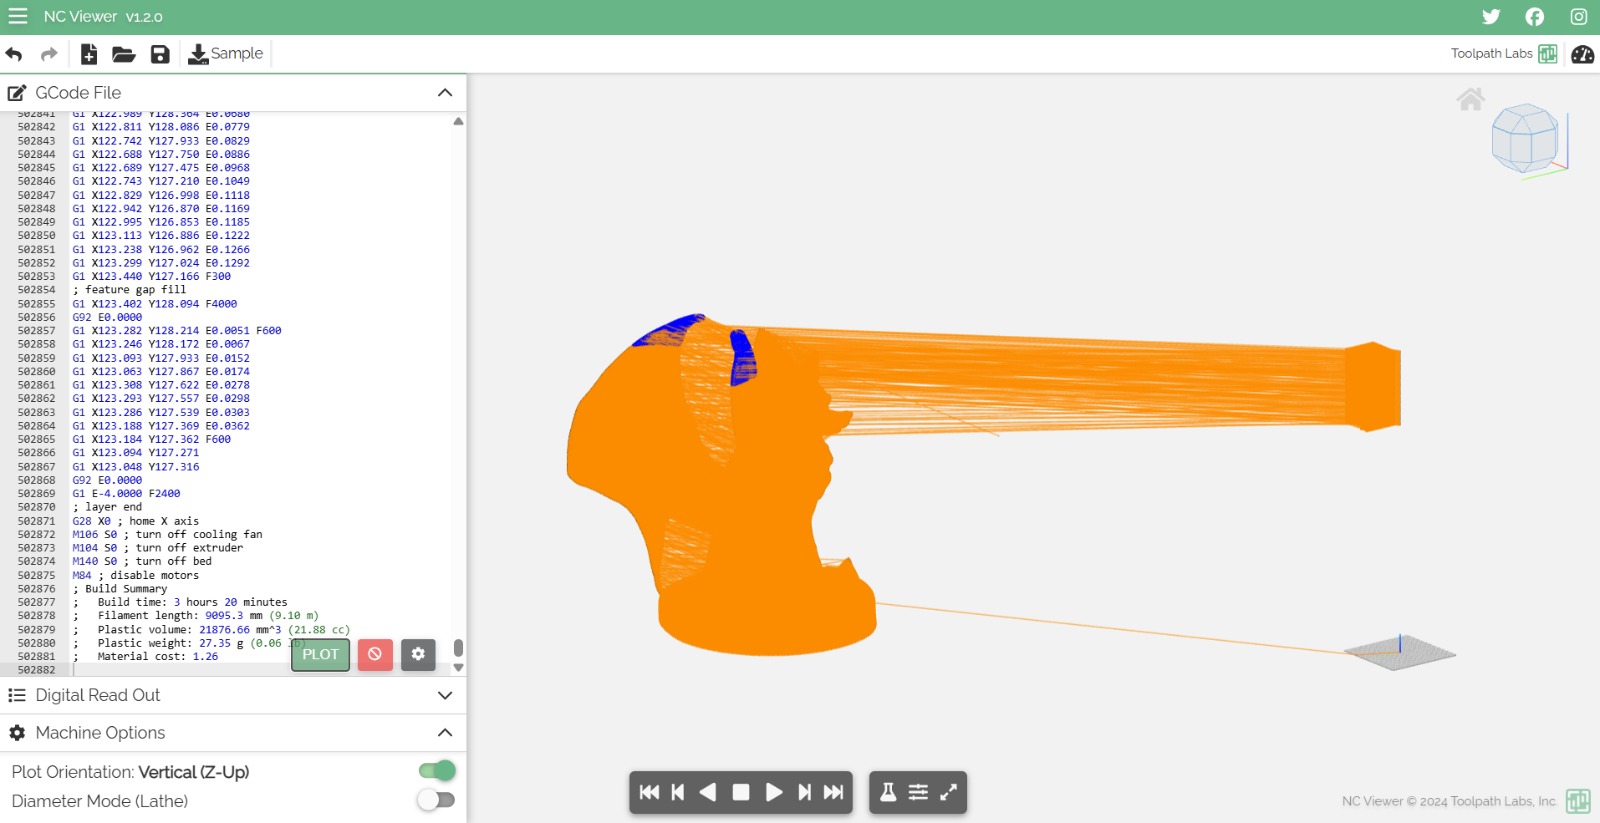 NC Viewer v1.2.0
Sample
Toolpath Labs
GCode File
502841 G1 X122.989 Y128.364 E0.0680
502842 G1 X122.811 Y128.086 E0.0779
502843 G1 X122.742 Y127.933 E0.0829
502844 G1 X122.688 Y127.750 E0.0886
502845 G1 X122.689 Y127.475 E0.0968
502846 G1 X122.743 Y127.210 E0.1049
502847 G1 X122.829 Y126.998 E0.1118
502848 G1 X122.942 Y126.870 E0.1169
502849 G1 X122.995 Y126.853 E0.1185
502850 G1 X123.113 Y126.886 E0.1222
502851 G1 X123.238 Y126.962 E0.1266
502852 G1 X123.299 Y127.024 E0.1292
502853 G1 X123.440 Y127.166 F300
502854 ; feature gap fill
502855 G1 X123.402 Y128.094 F4000
502856 G92 E0.0000
502857 G1 X123.282 Y128.214 E0.0051 F600
502858 G1 X123.246 Y128.172 E0.0067
502859 G1 X123.093 Y127.933 E0.0152
502860 G1 X123.063 Y127.867 E0.0174
502861 G1 X123.308 Y127.622 E0.0278
502862 G1 X123.293 Y127.557 E0.0298
502863 G1 X123.286 Y127.539 E0.0303
502864 G1 X123.188 Y127.369 E0.0362
502865 G1 X123.184 Y127.362 F600
502866 G1 X123.094 Y127.271
502867 G1 X123.048 Y127.316
502868 G92 E0.0000
502869 G1 E-4.0000 F2400
502870 ; layer end
502871 G28 X0 ; home X axis
502872 M106 S0 ; turn off cooling fan
502873 M104 S0 ; turn off extruder
502874 M140 S0 ; turn off bed
502875 M84 ; disable motors
502876 ; Build Summary
502877 ; Build time: 3 hours 20 minutes
502878 ; Filament length: 9095.3 mm (9.10 m)
502879 ; Plastic volume: 21876.66 mm^3 (21.88 cc)
502880 ; Plastic weight: 27.35 g (0.06 lb)
502881 ; Material cost: 1.26
502882
PLOT
Digital Read Out
Machine Options
Plot Orientation: Vertical (Z-Up)
Diameter Mode (Lathe)
NC Viewer © 2024 Toolpath Labs, Inc.